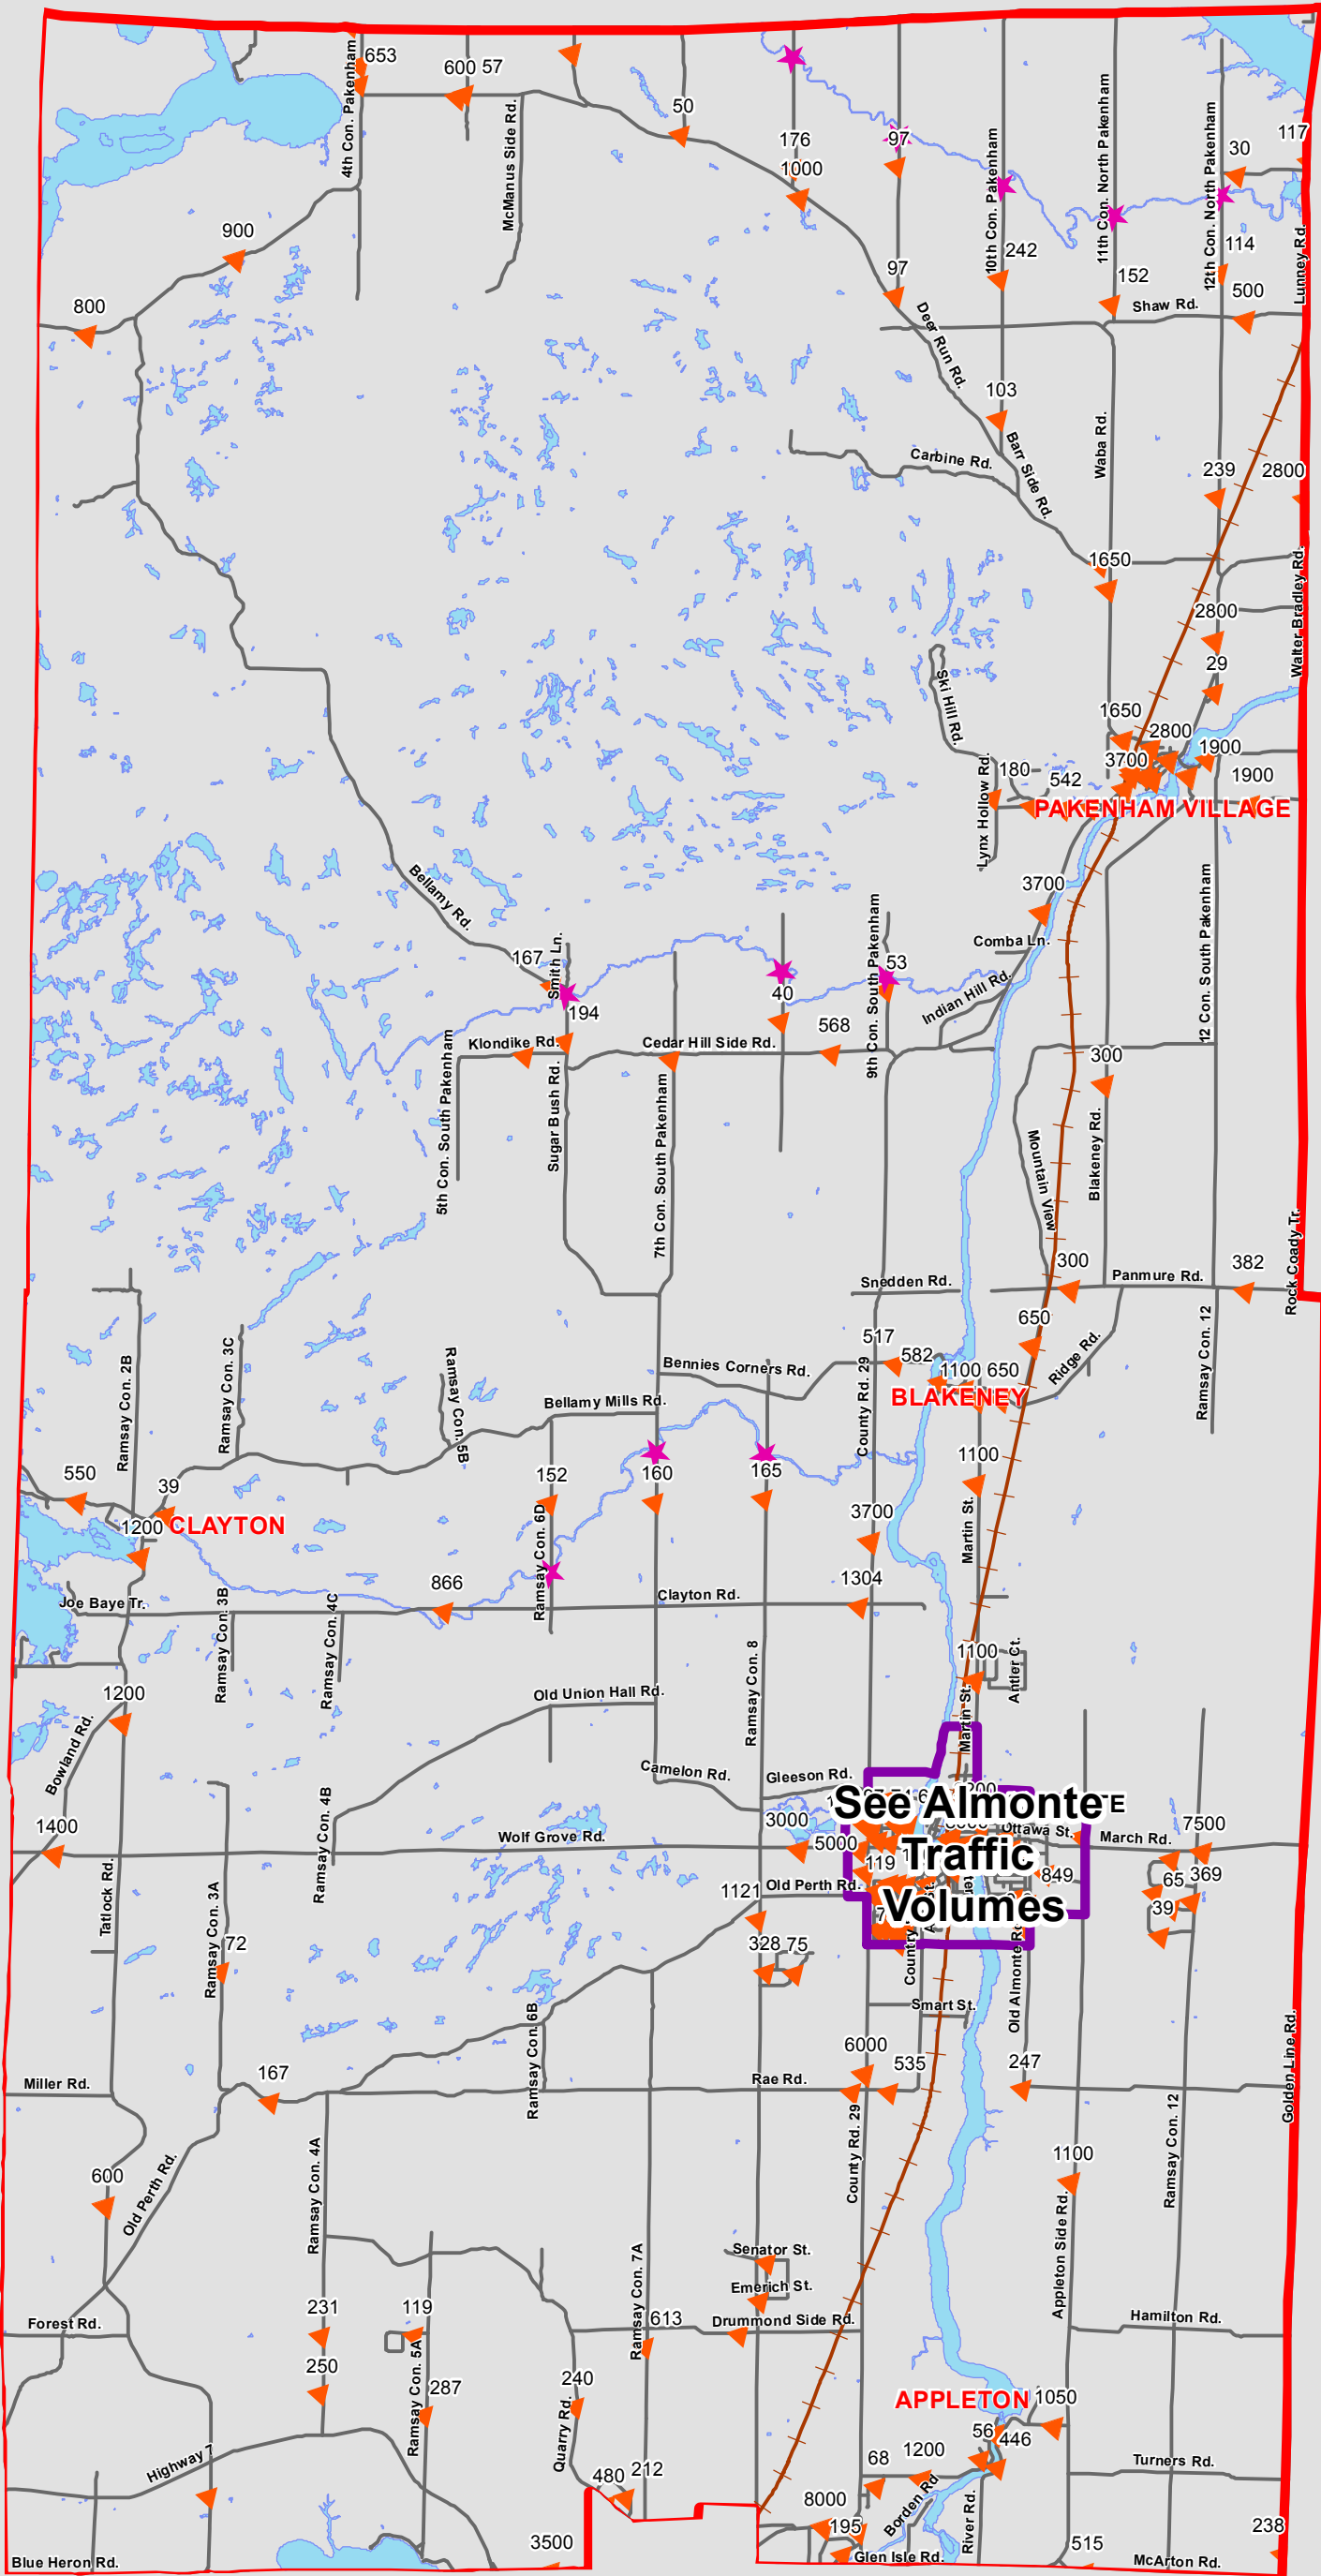 653
600 57
4th Con. Pakenham
McManus Side Rd.
50
176
1000
97
10th Con. Pakenham
11th Con. North Pakenham
12th Con. North Pakenham
30
117
900
800
97
242
152
114
500
Lunney Rd.
Shaw Rd.
Deer Run Rd.
103
Barr Side Rd.
Carbine Rd.
Waba Rd.
239
2800
1650
2800
Walter Bradley Rd.
29
Ski Hill Rd.
1650
2800
3700
1900
1900
180
542
PAKENHAM VILLAGE
Lynx Hollow Rd.
Bellamy Rd.
3700
Comba Ln.
12 Con. South Pakenham
167
Smith Ln.
194
40
9th Con. South Pakenham
53
Indian Hill Rd.
568
Klondike Rd.
Cedar Hill Side Rd.
5th Con. South Pakenham
Sugar Bush Rd.
7th Con. South Pakenham
300
Blakeney Rd.
Mountain View
Snedden Rd.
300
Panmure Rd.
382
Rock Coady Tr.
Ramsay Con. 2B
Ramsay Con. 3C
Ramsay Con. 5B
Bennies Corners Rd.
517
582
650
Ridge Rd.
Ramsay Con. 12
1100 650
BLAKENEY
County Rd. 29
Bellamy Mills Rd.
550
39
1200
CLAYTON
152
160
165
1100
3700
Martin St.
Ramsay Con. 6D
866
Clayton Rd.
1304
Joe Baye Tr.
Ramsay Con. 3B
Ramsay Con. 4C
1100
Antler Ct.
Martin St.
Ramsay Con. 8
Old Union Hall Rd.
1200
Bowland Rd.
Camelon Rd.
Gleeson Rd.
See Almonte
Traffic
Volumes
1400
Ramsay Con. 4B
Wolf Grove Rd.
3000
5000
119
Ottawa St.
March Rd.
7500
849
65
369
39
Tatlock Rd.
Ramsay Con. 3A
72
1121
Old Perth Rd.
328
75
Old Almonte Rd.
Smart St.
Ramsay Con. 6B
6000
535
247
Golden Line Rd.
Miller Rd.
167
Rae Rd.
County Rd. 29
1100
Ramsay Con. 12
600
Old Perth Rd.
Ramsay Con. 4A
Appleton Side Rd.
Senator St.
Emerich St.
Ramsay Con. 7A
613
Drummond Side Rd.
Hamilton Rd.
Forest Rd.
231
119
250
Ramsay Con. 5A
287
240
Quarry Rd.
APPLETON
1050
56
446
Highway 7
480
212
68
1200
Turners Rd.
8000
195
Borden Rd.
River Rd.
238
Blue Heron Rd.
3500
Glen Isle Rd.
515
McArton Rd.